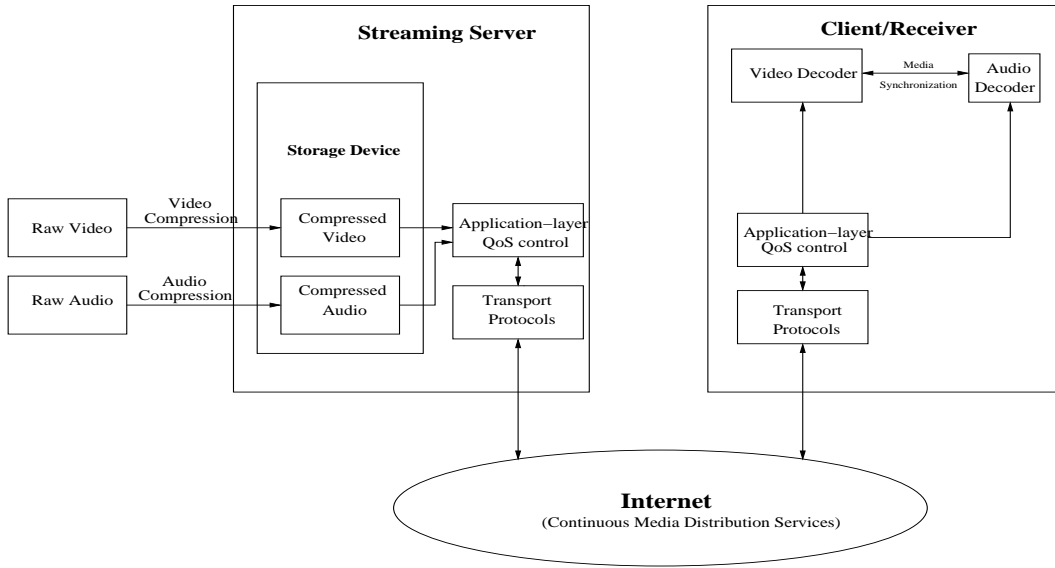 Streaming Server
Client/Receiver
Video Decoder
Media
Synchronization
Audio
Decoder
Storage Device
Raw Video
Video
Compression
Compressed
Video
Application-layer
QoS control
Application-layer
QoS control
Raw Audio
Audio
Compression
Compressed
Audio
Transport
Protocols
Transport
Protocols
Internet
(Continuous Media Distribution Services)